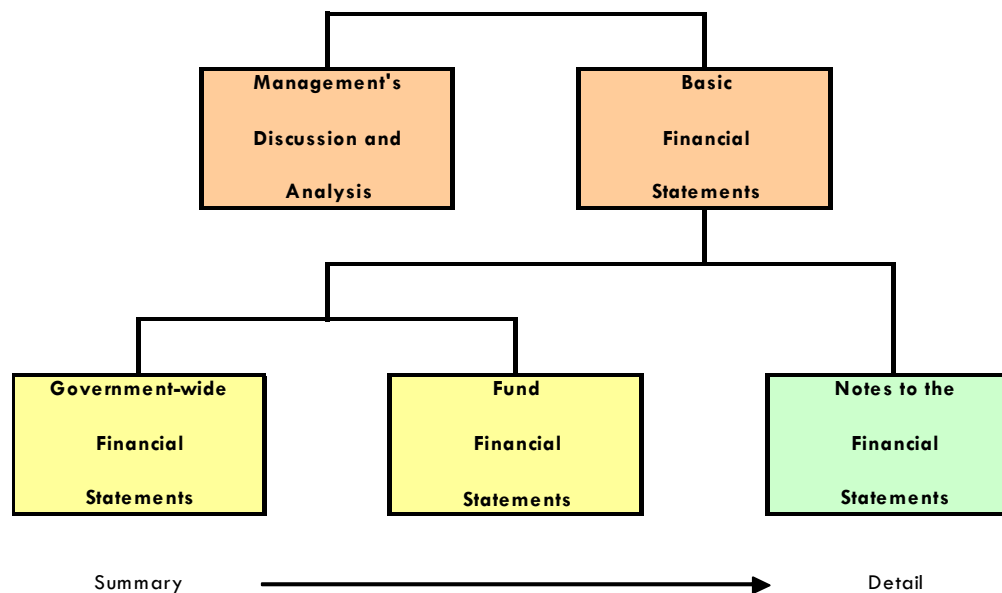 Management's
Discussion and
Analysis
Basic
Financial
Statements
Government-wide
Financial
Statements
Fund
Financial
Statements
Notes to the
Financial
Statements
Summary
Detail